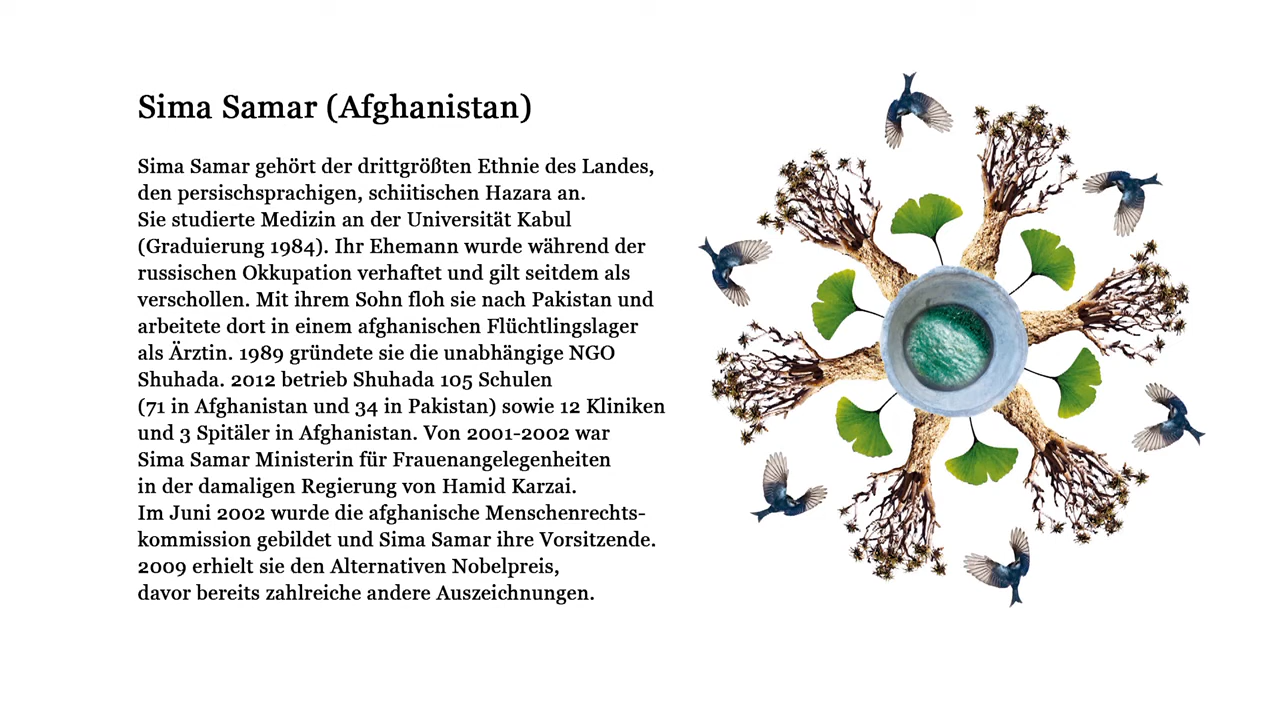 Sima Samar (Afghanistan)
Sima Samar gehört der drittgrößten Ethnie des Landes,
den persischsprachigen, schiitischen Hazara an.
Sie studierte Medizin an der Universität Kabul
(Graduierung 1984). Ihr Ehemann wurde während der
russischen Okkupation verhaftet und gilt seitdem als
verschollen. Mit ihrem Sohn floh sie nach Pakistan und
arbeitete dort in einem afghanischen Flüchtlingslager
als Ärztin. 1989 gründete sie die unabhängige NGO
Shuhada. 2012 betrieb Shuhada 105 Schulen
(71 in Afghanistan und 34 in Pakistan) sowie 12 Kliniken
und 3 Spitäler in Afghanistan. Von 2001-2002 war
Sima Samar Ministerin für Frauenangelegenheiten
in der damaligen Regierung von Hamid Karzai.
Im Juni 2002 wurde die afghanische Menschenrechts-
kommission gebildet und Sima Samar ihre Vorsitzende.
2009 erhielt sie den Alternativen Nobelpreis,
davor bereits zahlreiche andere Auszeichnungen.